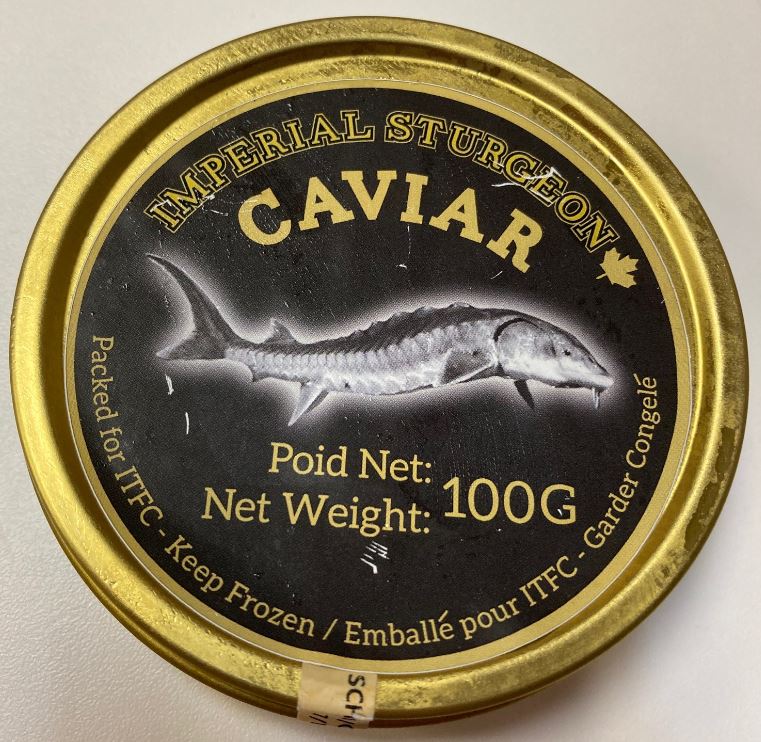 IMPERIAL STURGEON
CAVIAR
Poid Net:
Net Weight: 100G
Packed for ITFC - Keep Frozen / Emballé pour ITFC - Garder Congelé